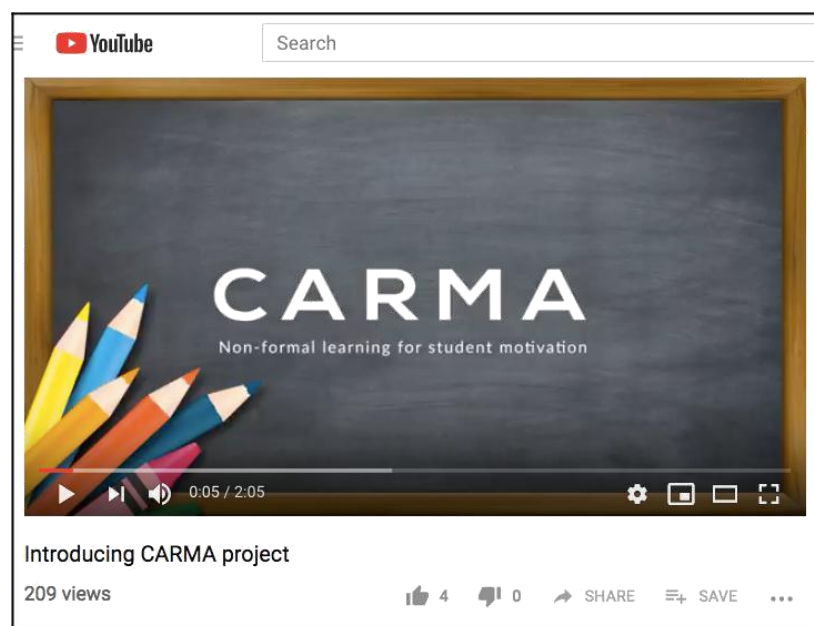 YouTube
Search
CARMA
Non-formal learning for student motivation
0:05 / 2:05
Introducing CARMA project
209 views
4
0
SHARE
SAVE